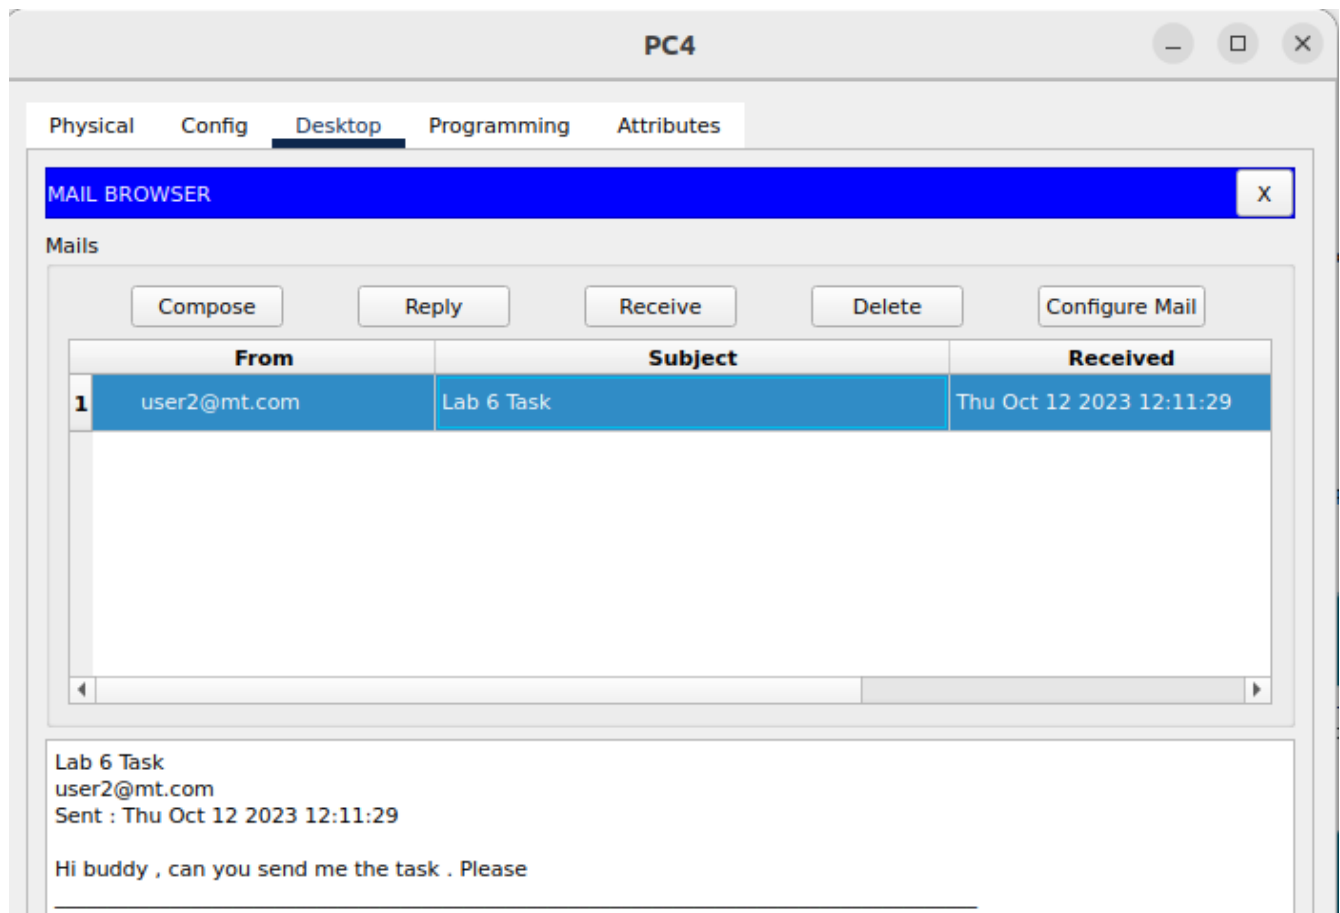 PC4
Physical Config Desktop Programming Attributes
MAIL BROWSER X
Mails
Compose Reply Receive Delete Configure Mail
From Subject Received
1 user2@mt.com Lab 6 Task Thu Oct 12 2023 12:11:29
Lab 6 Task
user2@mt.com
Sent : Thu Oct 12 2023 12:11:29
Hi buddy , can you send me the task . Please